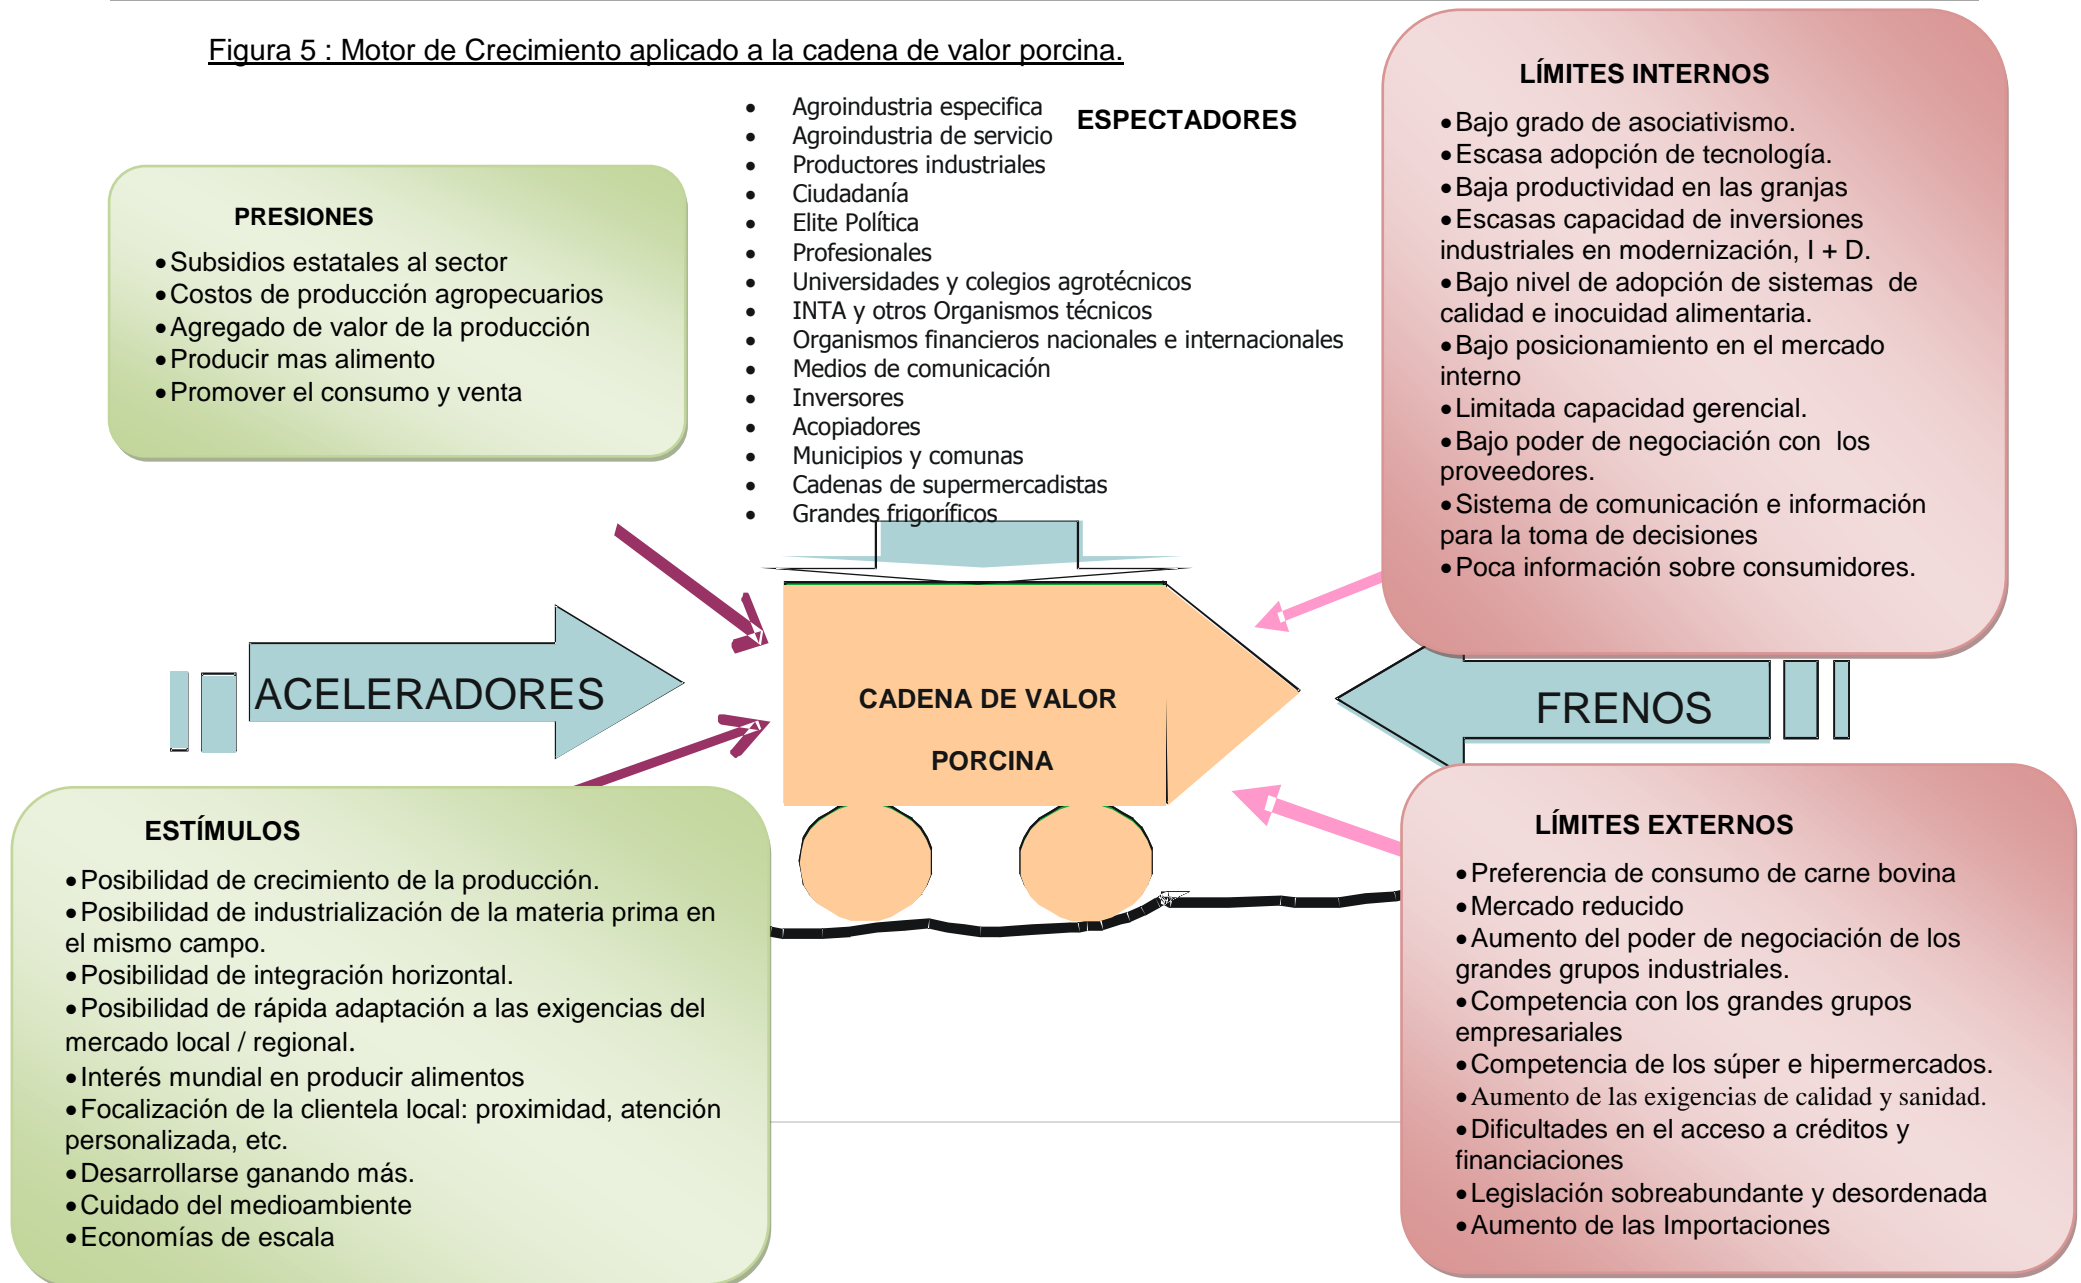 Figura 5 : Motor de Crecimiento aplicado a la cadena de valor porcina.
PRESIONES
•Subsidios estatales al sector
•Costos de producción agropecuarios
•Agregado de valor de la producción
•Producir mas alimento
•Promover el consumo y venta
ESPECTADORES
• Agroindustria especifica
• Agroindustria de servicio
• Productores industriales
• Ciudadanía
• Elite Política
• Profesionales
• Universidades y colegios agrotécnicos
• INTA y otros Organismos técnicos
• Organismos financieros nacionales e internacionales
• Medios de comunicación
• Inversores
• Acopiadores
• Municipios y comunas
• Cadenas de supermercadistas
• Grandes frigoríficos
LÍMITES INTERNOS
•Bajo grado de asociativismo.
•Escasa adopción de tecnología.
•Baja productividad en las granjas
•Escasas capacidad de inversiones
industriales en modernización, I + D.
•Bajo nivel de adopción de sistemas de
calidad e inocuidad alimentaria.
•Bajo posicionamiento en el mercado
interno
•Limitada capacidad gerencial.
•Bajo poder de negociación con los
proveedores.
•Sistema de comunicación e información
para la toma de decisiones
•Poca información sobre consumidores.
ACELERADORES
CADENA DE VALOR
PORCINA
FRENOS
ESTÍMULOS
•Posibilidad de crecimiento de la producción.
•Posibilidad de industrialización de la materia prima en
el mismo campo.
•Posibilidad de integración horizontal.
•Posibilidad de rápida adaptación a las exigencias del
mercado local / regional.
•Interés mundial en producir alimentos
•Focalización de la clientela local: proximidad, atención
personalizada, etc.
•Desarrollarse ganando más.
•Cuidado del medioambiente
•Economías de escala
LÍMITES EXTERNOS
•Preferencia de consumo de carne bovina
•Mercado reducido
•Aumento del poder de negociación de los
grandes grupos industriales.
•Competencia con los grandes grupos
empresariales
•Competencia de los súper e hipermercados.
•Aumento de las exigencias de calidad y sanidad.
•Dificultades en el acceso a créditos y
financiaciones
•Legislación sobreabundante y desordenada
•Aumento de las Importaciones